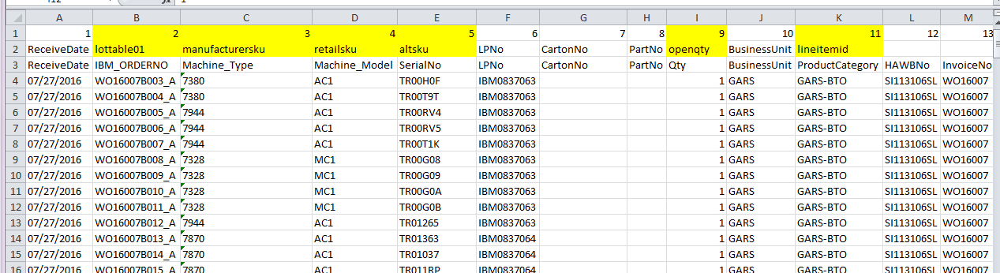 A B C D E F G H I J K L M
1 1 2 3 4 5 6 7 8 9 10 11 12 13
2 ReceiveDate lottable01 manufacturersku retailsku altsku LPNo CartonNo PartNo openqty BusinessUnit lineitemid
3 ReceiveDate IBM_ORDERNO Machine_Type Machine_Model SerialNo LPNo CartonNo PartNo Qty BusinessUnit ProductCategory HAWBNo InvoiceNo
4 07/27/2016 WO16007B003_A 7380 AC1 TR00H0F IBM0837063 1 GARS GARS-BTO SI113106SL WO16007
5 07/27/2016 WO16007B004_A 7380 AC1 TR00T9T IBM0837063 1 GARS GARS-BTO SI113106SL WO16007
6 07/27/2016 WO16007B005_A 7944 AC1 TR00RV4 IBM0837063 1 GARS GARS-BTO SI113106SL WO16007
7 07/27/2016 WO16007B006_A 7944 AC1 TR00RV5 IBM0837063 1 GARS GARS-BTO SI113106SL WO16007
8 07/27/2016 WO16007B007_A 7944 AC1 TR00T1K IBM0837063 1 GARS GARS-BTO SI113106SL WO16007
9 07/27/2016 WO16007B008_A 7328 MC1 TR00G08 IBM0837063 1 GARS GARS-BTO SI113106SL WO16007
10 07/27/2016 WO16007B009_A 7328 MC1 TR00G09 IBM0837063 1 GARS GARS-BTO SI113106SL WO16007
11 07/27/2016 WO16007B010_A 7328 MC1 TR00G0A IBM0837063 1 GARS GARS-BTO SI113106SL WO16007
12 07/27/2016 WO16007B011_A 7328 MC1 TR00G0B IBM0837063 1 GARS GARS-BTO SI113106SL WO16007
13 07/27/2016 WO16007B012_A 7944 AC1 TR01265 IBM0837063 1 GARS GARS-BTO SI113106SL WO16007
14 07/27/2016 WO16007B013_A 7870 AC1 TR01363 IBM0837064 1 GARS GARS-BTO SI113106SL WO16007
15 07/27/2016 WO16007B014_A 7870 AC1 TR01037 IBM0837064 1 GARS GARS-BTO SI113106SL WO16007
16 07/27/2016 WO16007B015_A 7870 AC1 TR011RP IBM0837064 1 GARS GARS-BTO SI113106SL WO16007